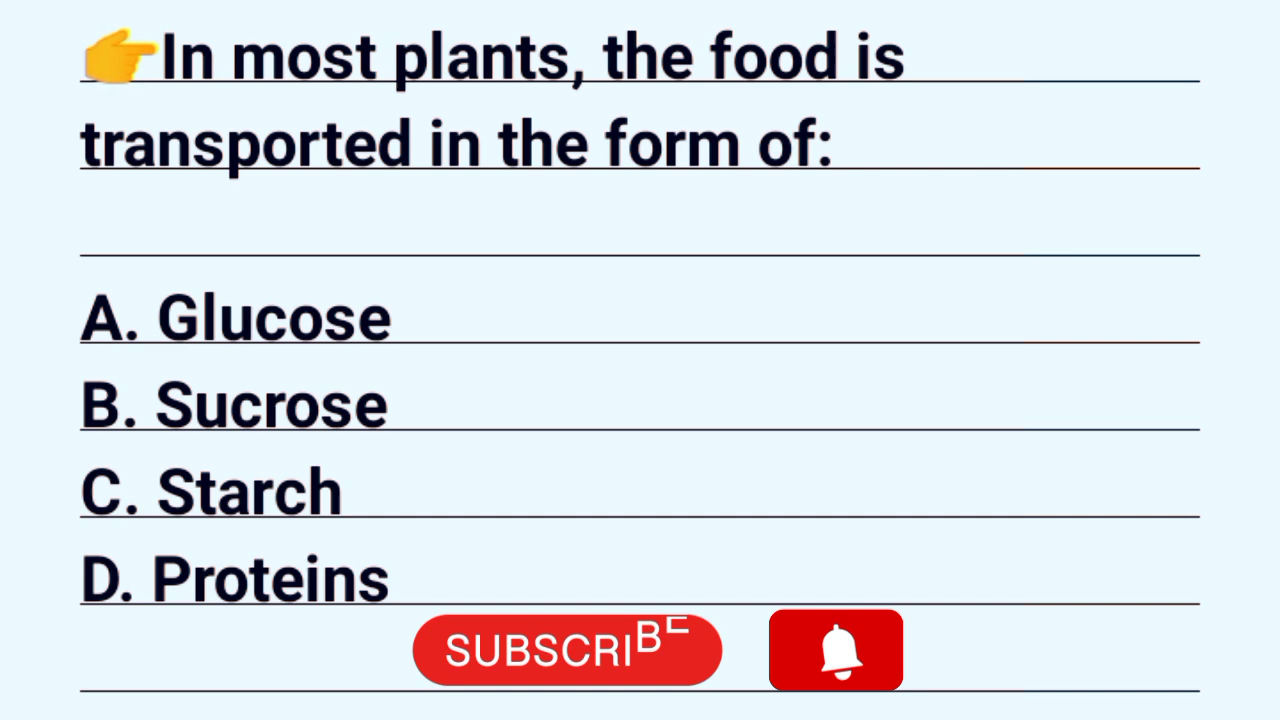 👉In most plants, the food is
transported in the form of:
A. Glucose
B. Sucrose
C. Starch
D. Proteins
SUBSCRIBE